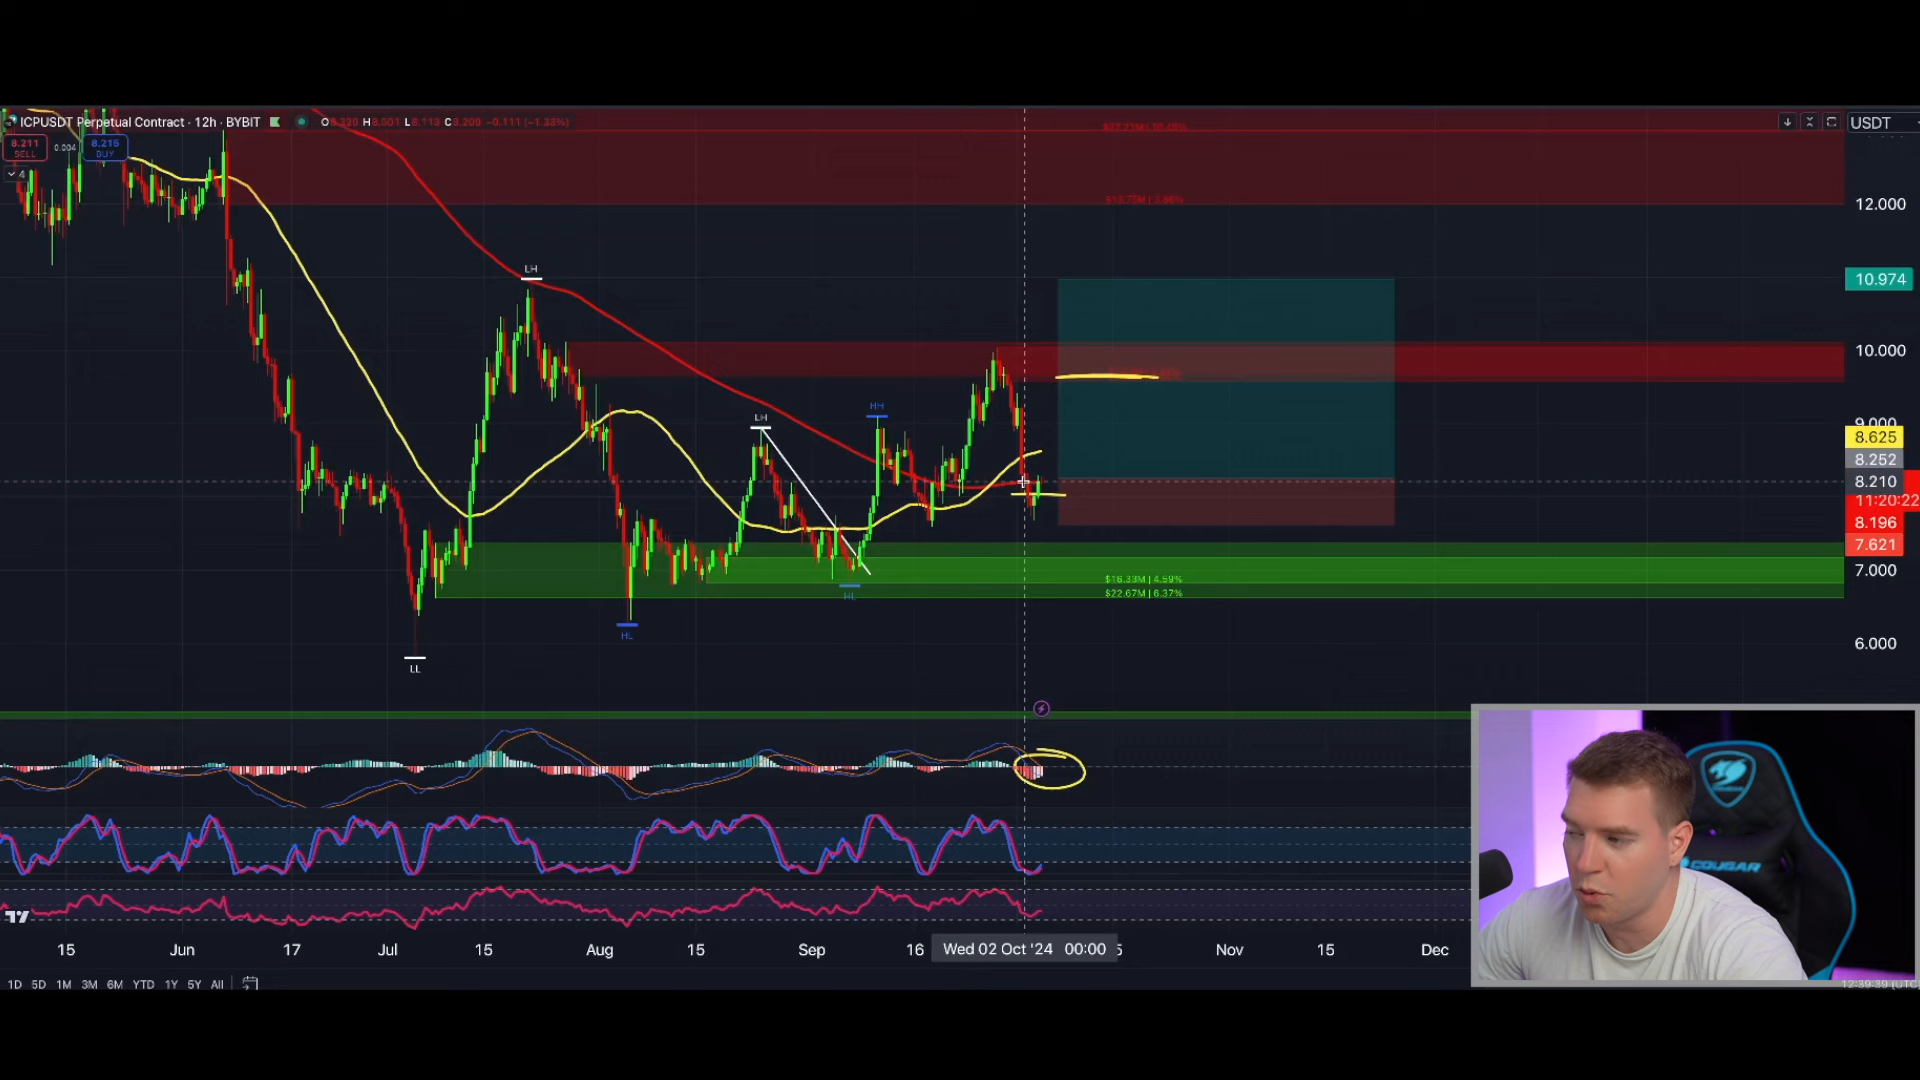 ICPUSDT Perpetual Contract · 12h · BYBIT
USDT
8.211
SELL
0.004
8.215
BUY
4
12.000
LH
10.974
10.000
HH
LH
9.000
8.625
8.252
8.210
11:20:22
8.196
7.621
7.000
$16.33M | 4.59%
$22.67M | 6.37%
HL
HL
6.000
LL
COUGAR
15
Jun
17
Jul
15
Aug
15
Sep
16
Wed 02 Oct '24 00:00
Nov
15
Dec
1D 5D 1M 3M 6M YTD 1Y 5Y All